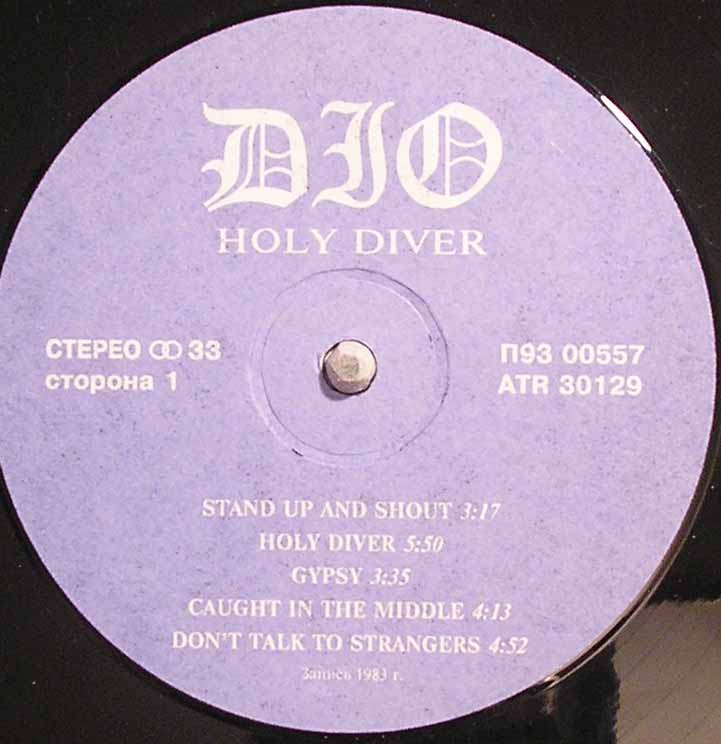 DIO
HOLY DIVER
СТЕРЕО ꝏ 33
сторона 1
П93 00557
ATR 30129
STAND UP AND SHOUT 3:17
HOLY DIVER 5:50
GYPSY 3:35
CAUGHT IN THE MIDDLE 4:13
DON'T TALK TO STRANGERS 4:52
Запись 1983 г.